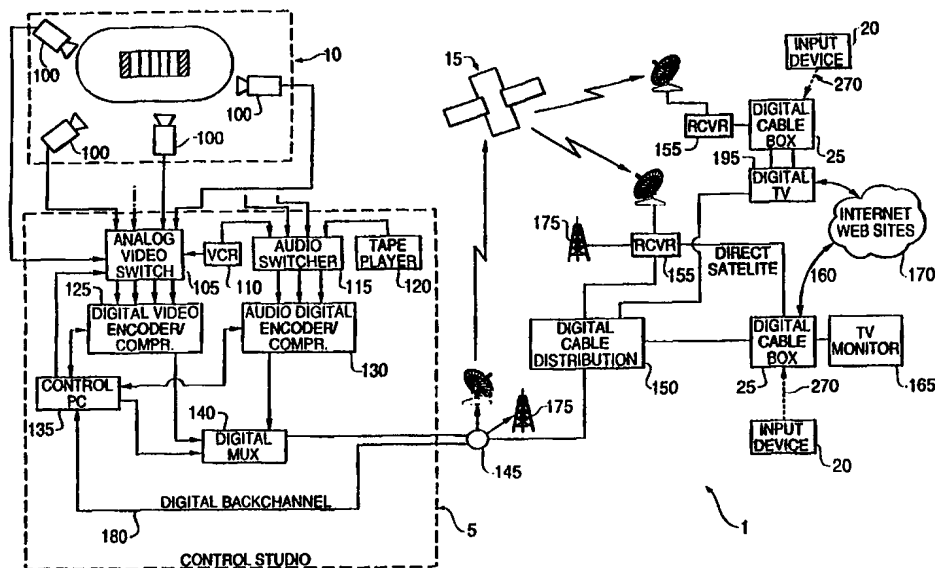 100
10
100
100
100
ANALOG
VIDEO
SWITCH
105
VCR
110
AUDIO
SWITCHER
115
TAPE
PLAYER
120
125
DIGITAL VIDEO
ENCODER/
COMPR.
AUDIO DIGITAL
ENCODER/
COMPR.
130
CONTROL
PC
135
140
DIGITAL
MUX
DIGITAL BACKCHANNEL
180
CONTROL STUDIO
5
15
145
175
175
RCVR
155
RCVR
155
INPUT
DEVICE
20
270
DIGITAL
CABLE
BOX
25
195
DIGITAL
TV
INTERNET
WEB SITES
170
DIRECT
SATELITE
160
DIGITAL
CABLE
DISTRIBUTION
150
DIGITAL
CABLE
BOX
25
TV
MONITOR
165
270
INPUT
DEVICE
20
1